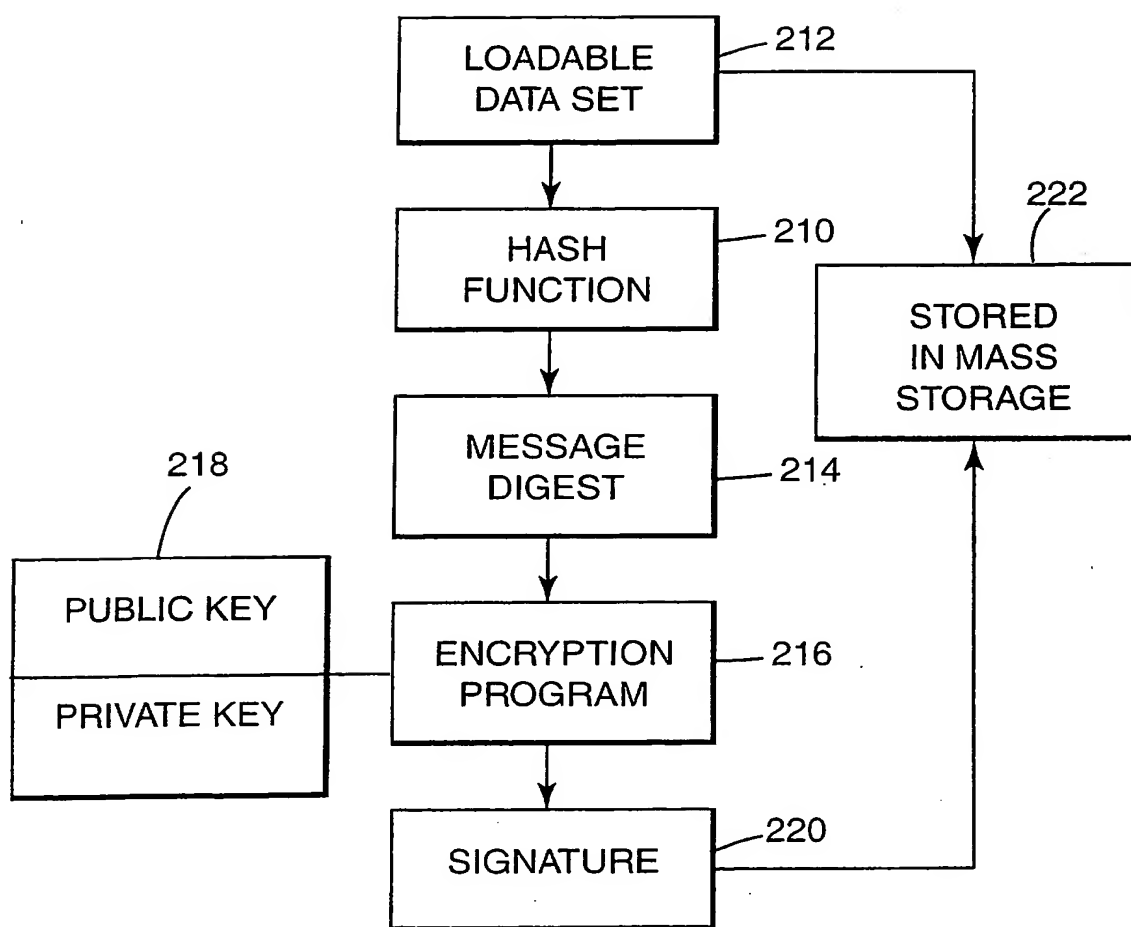 LOADABLE
DATA SET
212
HASH
FUNCTION
210
222
STORED
IN MASS
STORAGE
MESSAGE
DIGEST
214
218
PUBLIC KEY
PRIVATE KEY
ENCRYPTION
PROGRAM
216
SIGNATURE
220